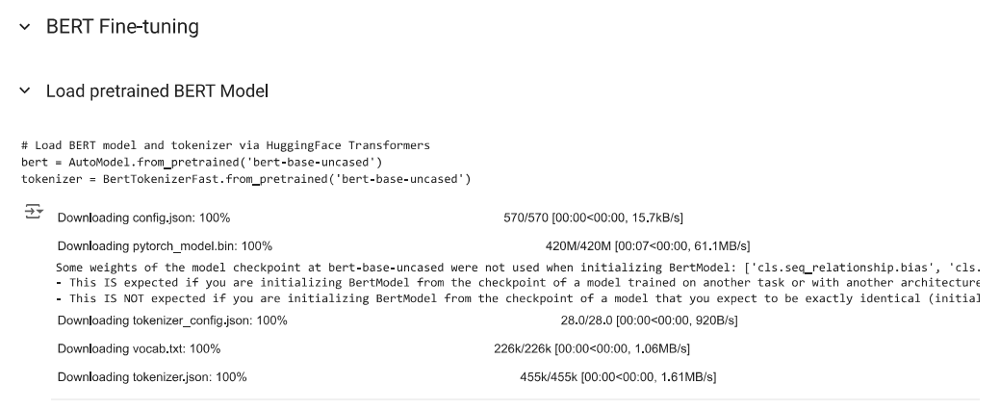 BERT Fine-tuning
Load pretrained BERT Model
# Load BERT model and tokenizer via HuggingFace Transformers
bert = AutoModel.from_pretrained('bert-base-uncased')
tokenizer = BertTokenizerFast.from_pretrained('bert-base-uncased')
Downloading config.json: 100% 570/570 [00:00<00:00, 15.7kB/s]
Downloading pytorch_model.bin: 100% 420M/420M [00:07<00:00, 61.1MB/s]
Some weights of the model checkpoint at bert-base-uncased were not used when initializing BertModel: ['cls.seq_relationship.bias', 'cls.
- This IS expected if you are initializing BertModel from the checkpoint of a model trained on another task or with another architecture
- This IS NOT expected if you are initializing BertModel from the checkpoint of a model that you expect to be exactly identical (initial
Downloading tokenizer_config.json: 100% 28.0/28.0 [00:00<00:00, 920B/s]
Downloading vocab.txt: 100% 226k/226k [00:00<00:00, 1.06MB/s]
Downloading tokenizer.json: 100% 455k/455k [00:00<00:00, 1.61MB/s]